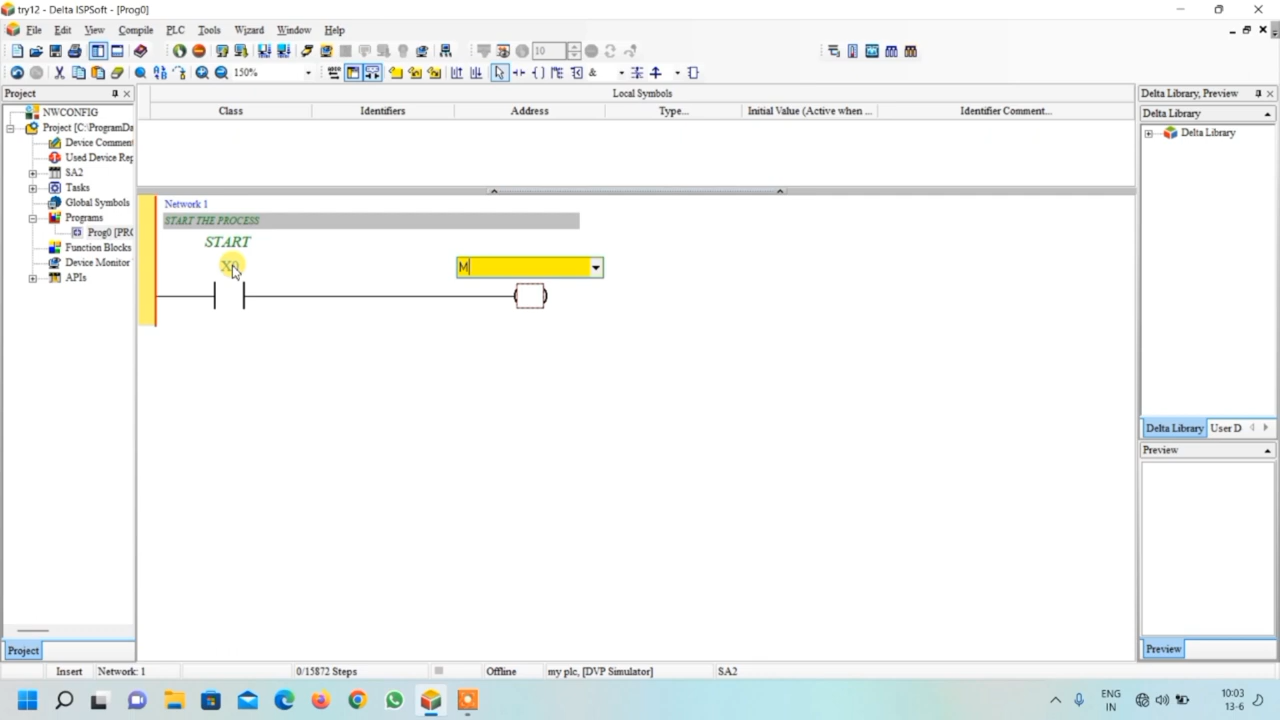 try12 - Delta ISPSoft - [Prog0]
File Edit View Compile PLC Tools Wizard Window Help
10
150%
&
Project
NWCONFIG
Project [C:\ProgramDa
Device Commen
Used Device Rep
SA2
Tasks
Global Symbols
Programs
Prog0 [PRO
Function Blocks
Device Monitor
APIs
Project
Local Symbols
Class Identifiers Address Type... Initial Value (Active when ... Identifier Comment...
Network 1
START THE PROCESS
START
X0
M
Delta Library, Preview
Delta Library
Delta Library
Delta Library User D
Preview
Preview
Insert Network: 1 0/15872 Steps Offline my plc, [DVP Simulator] SA2
ENG
IN
10:03
13-6